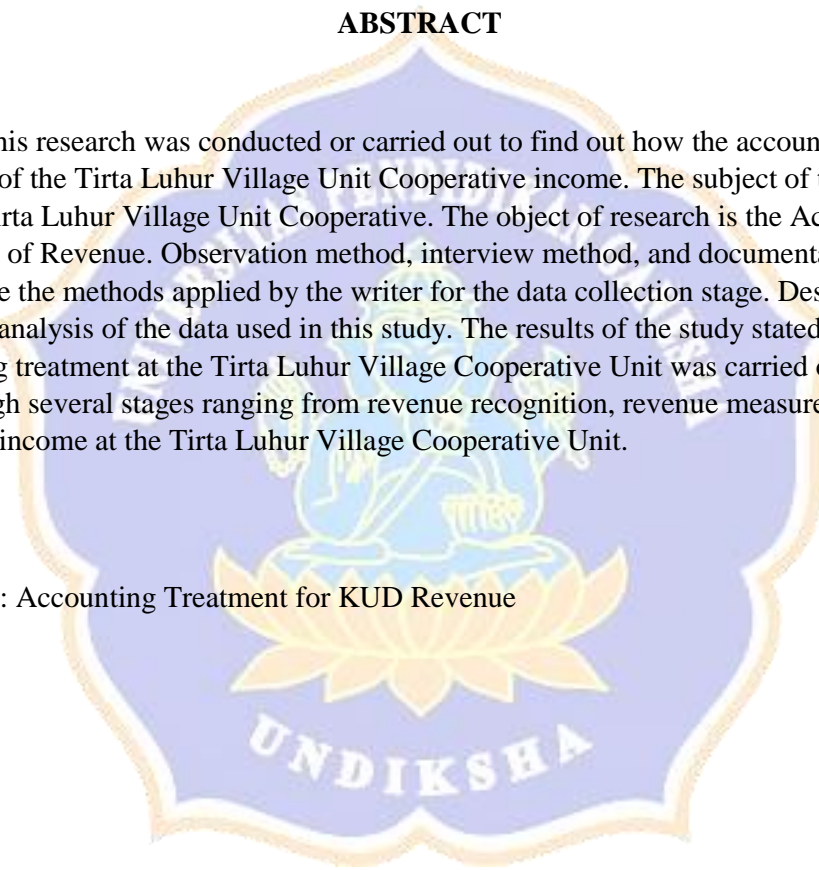 ABSTRACT
his research was conducted or carried out to find out how the accoun
of the Tirta Luhur Village Unit Cooperative income. The subject of
irta Luhur Village Unit Cooperative. The object of research is the Ac
of Revenue. Observation method, interview method, and documenta
e the methods applied by the writer for the data collection stage. Des
analysis of the data used in this study. The results of the study stated
g treatment at the Tirta Luhur Village Cooperative Unit was carried
gh several stages ranging from revenue recognition, revenue measure
income at the Tirta Luhur Village Cooperative Unit.
: Accounting Treatment for KUD Revenue
UNIVERSITAS PENDIDIKAN GANESHA
UNDIKSHA